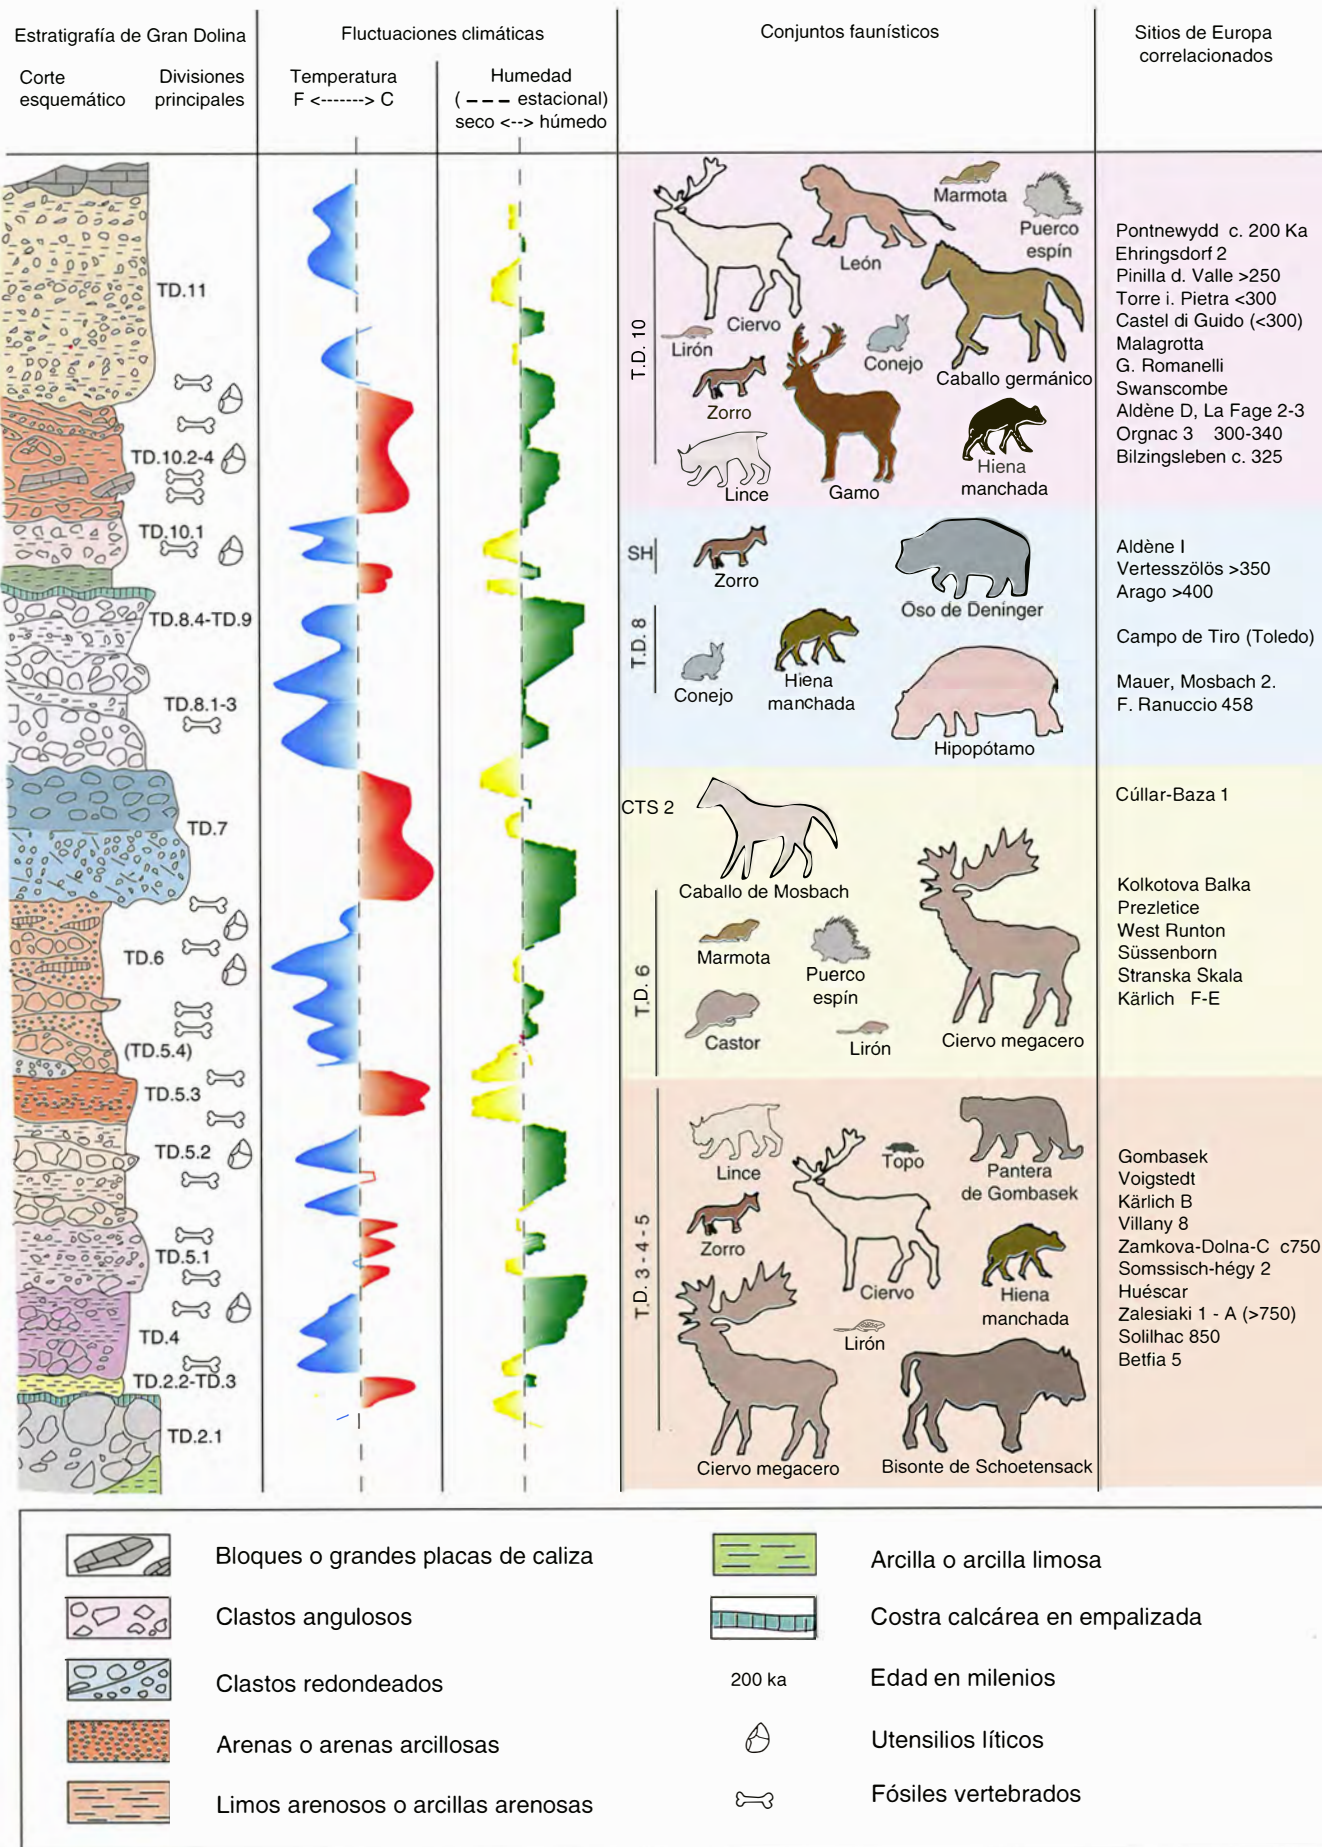 Estratigrafía de Gran Dolina
Corte
esquemático
Divisiones
principales
Fluctuaciones climáticas
Temperatura
F <-------> C
Humedad
( --- estacional)
seco <--> húmedo
Conjuntos faunísticos
Sitios de Europa
correlacionados
TD.11
TD.10.2-4
TD.10.1
TD.8.4-TD.9
TD.8.1-3
TD.7
TD.6
(TD.5.4)
TD.5.3
TD.5.2
TD.5.1
TD.4
TD.2.2-TD.3
TD.2.1
T.D. 10
Ciervo
León
Marmota
Puerco
espín
Lirón
Conejo
Caballo germánico
Zorro
Lince
Gamo
Hiena
manchada
SH
Zorro
Oso de Deninger
T.D. 8
Conejo
Hiena
manchada
Hipopótamo
CTS 2
Caballo de Mosbach
T.D. 6
Marmota
Puerco
espín
Castor
Lirón
Ciervo megacero
T.D. 3-4-5
Lince
Topo
Pantera
de Gombasek
Zorro
Ciervo
Hiena
manchada
Lirón
Ciervo megacero
Bisonte de Schoetensack
Pontnewydd c. 200 Ka
Ehringsdorf 2
Pinilla d. Valle >250
Torre i. Pietra <300
Castel di Guido (<300)
Malagrotta
G. Romanelli
Swanscombe
Aldène D, La Fage 2-3
Orgnac 3 300-340
Bilzingsleben c. 325
Aldène I
Vertesszölös >350
Arago >400
Campo de Tiro (Toledo)
Mauer, Mosbach 2.
F. Ranuccio 458
Cúllar-Baza 1
Kolkotova Balka
Prezletice
West Runton
Süssenborn
Stranska Skala
Kärlich F-E
Gombasek
Voigstedt
Kärlich B
Villany 8
Zamkova-Dolna-C c750
Somssisch-hégy 2
Huéscar
Zalesiaki 1 - A (>750)
Solilhac 850
Betfia 5
Bloques o grandes placas de caliza
Clastos angulosos
Clastos redondeados
Arenas o arenas arcillosas
Limos arenosos o arcillas arenosas
Arcilla o arcilla limosa
Costra calcárea en empalizada
200 ka
Edad en milenios
Utensilios líticos
Fósiles vertebrados